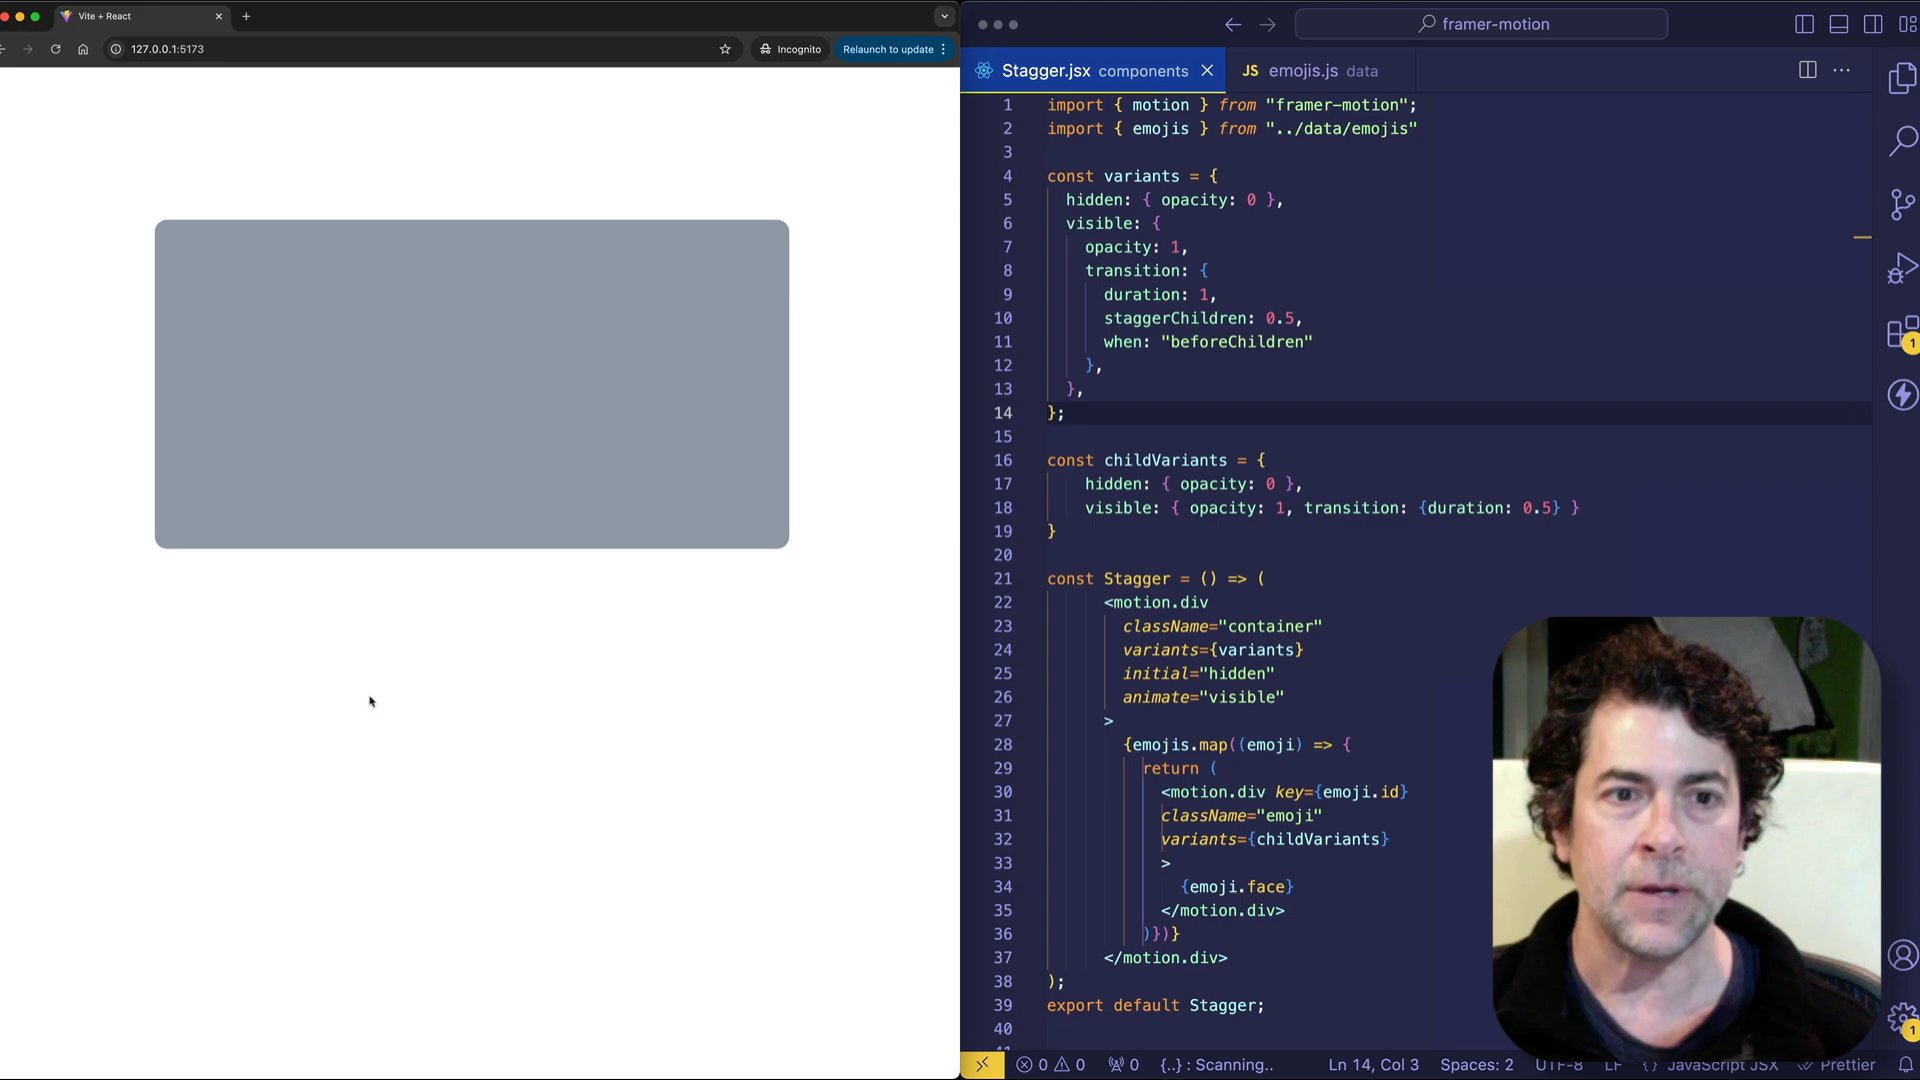 Vite + React
127.0.0.1:5173
Incognito
Relaunch to update
framer-motion
Stagger.jsx components
JS emojis.js data
1 import { motion } from "framer-motion";
2 import { emojis } from "../data/emojis"
3
4 const variants = {
5 hidden: { opacity: 0 },
6 visible: {
7 opacity: 1,
8 transition: {
9 duration: 1,
10 staggerChildren: 0.5,
11 when: "beforeChildren"
12 },
13 },
14 };
15
16 const childVariants = {
17 hidden: { opacity: 0 },
18 visible: { opacity: 1, transition: {duration: 0.5} }
19 }
20
21 const Stagger = () => (
22 <motion.div
23 className="container"
24 variants={variants}
25 initial="hidden"
26 animate="visible"
27 >
28 {emojis.map((emoji) => {
29 return (
30 <motion.div key={emoji.id}
31 className="emoji"
32 variants={childVariants}
33 >
34 {emoji.face}
35 </motion.div>
36 )})}
37 </motion.div>
38 );
39 export default Stagger;
40
1
1
0 0 0 {..} : Scanning.. Ln 14, Col 3 Spaces: 2 UTF-8 LF {} JavaScript JSX Prettier